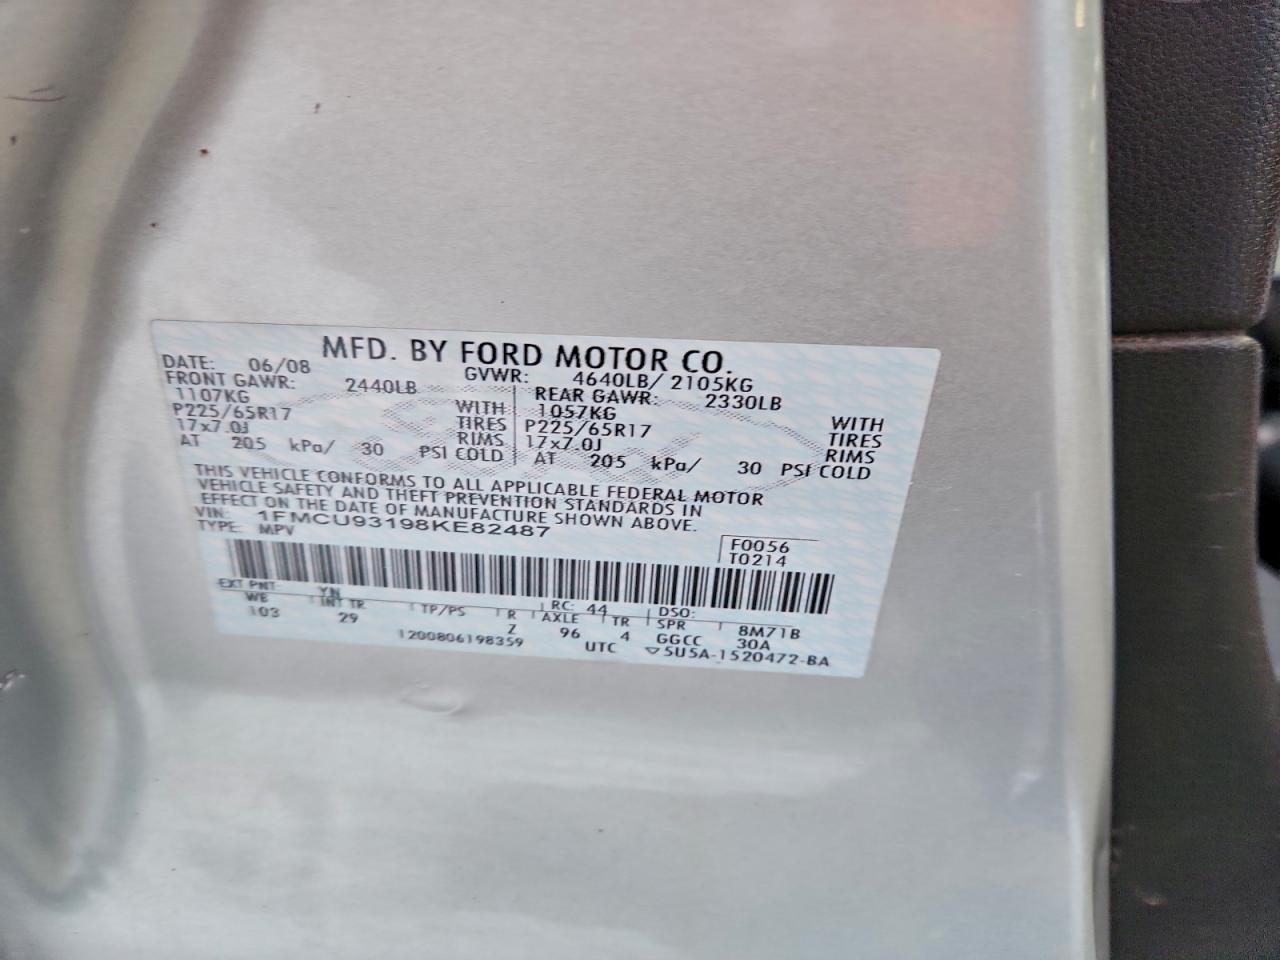 MFD. BY FORD MOTOR CO.
DATE: 06/08 GVWR: 4640LB/ 2105KG
FRONT GAWR: 2440LB REAR GAWR: 2330LB
1107KG WITH 1057KG WITH
P225/65R17 TIRES P225/65R17 TIRES
17x7.0J RIMS 17x7.0J RIMS
AT 205 kPa/ 30 PSI COLD AT 205 kPa/ 30 PSI COLD
THIS VEHICLE CONFORMS TO ALL APPLICABLE FEDERAL MOTOR
VEHICLE SAFETY AND THEFT PREVENTION STANDARDS IN
EFFECT ON THE DATE OF MANUFACTURE SHOWN ABOVE.
VIN: 1FMCU93198KE82487
TYPE: MPV
F0056
T0214
EXT PNT: YN RC: 44 DSO:
WB INT TR TP/PS R AXLE TR SPR 8M71B
103 29 Z 96 4 GGCC 30A
1200806198359 UTC ▽5U5A-1520472-BA